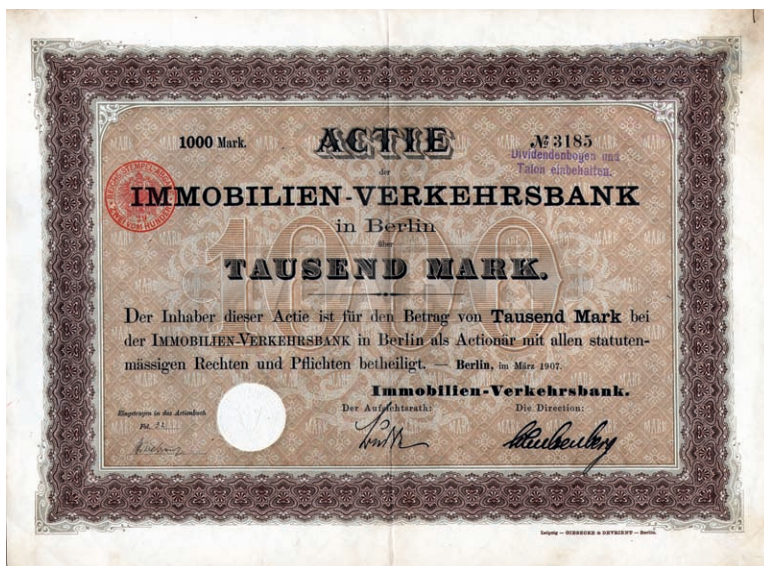 1000 Mark.
ACTIE
№ 3185
Dividendenbogen und
Talon einbehalten.
der
IMMOBILIEN-VERKEHRSBANK
in Berlin
über
TAUSEND MARK.
1000
Der Inhaber dieser Actie ist für den Betrag von Tausend Mark bei
der IMMOBILIEN-VERKEHRSBANK in Berlin als Actionär mit allen statuten-
mässigen Rechten und Pflichten betheiligt. — Berlin, im März 1907.
Immobilien-Verkehrsbank.
Der Aufsichtsrath:
Die Direction:
Eingetragen in das Actienbuch
Fol.
Leipzig — GIESECKE & DEVRIENT — Berlin.